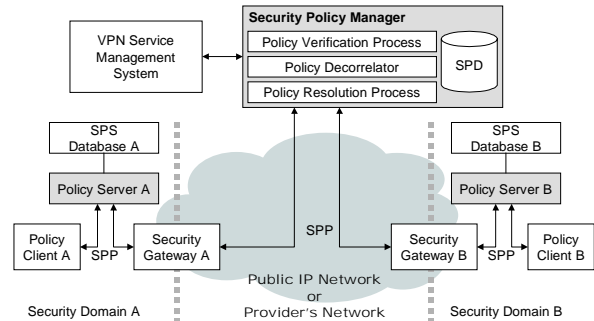 Security Policy Manager
VPN Service
Management
System
Policy Verification Process
Policy Decorrelator
Policy Resolution Process
SPD
SPS
Database A
SPS
Database B
Policy Server A
Policy Server B
Policy
Client A
SPP
Security
Gateway A
SPP
Security
Gateway B
SPP
Policy
Client B
Public IP Network
or
Provider's Network
Security Domain A
Security Domain B